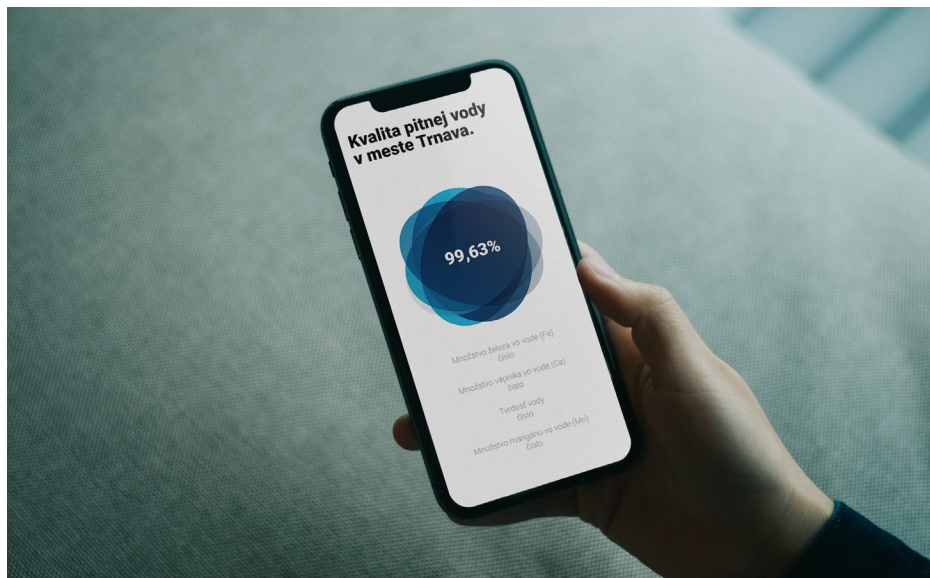 Kvalita pitnej vody
v meste Trnava.
99,63%
Množstvo železa vo vode (Fe)
číslo
Množstvo vápnika vo vode (Ca)
číslo
Tvrdosť vody
číslo
Množstvo mangánu vo vode (Mn)
číslo